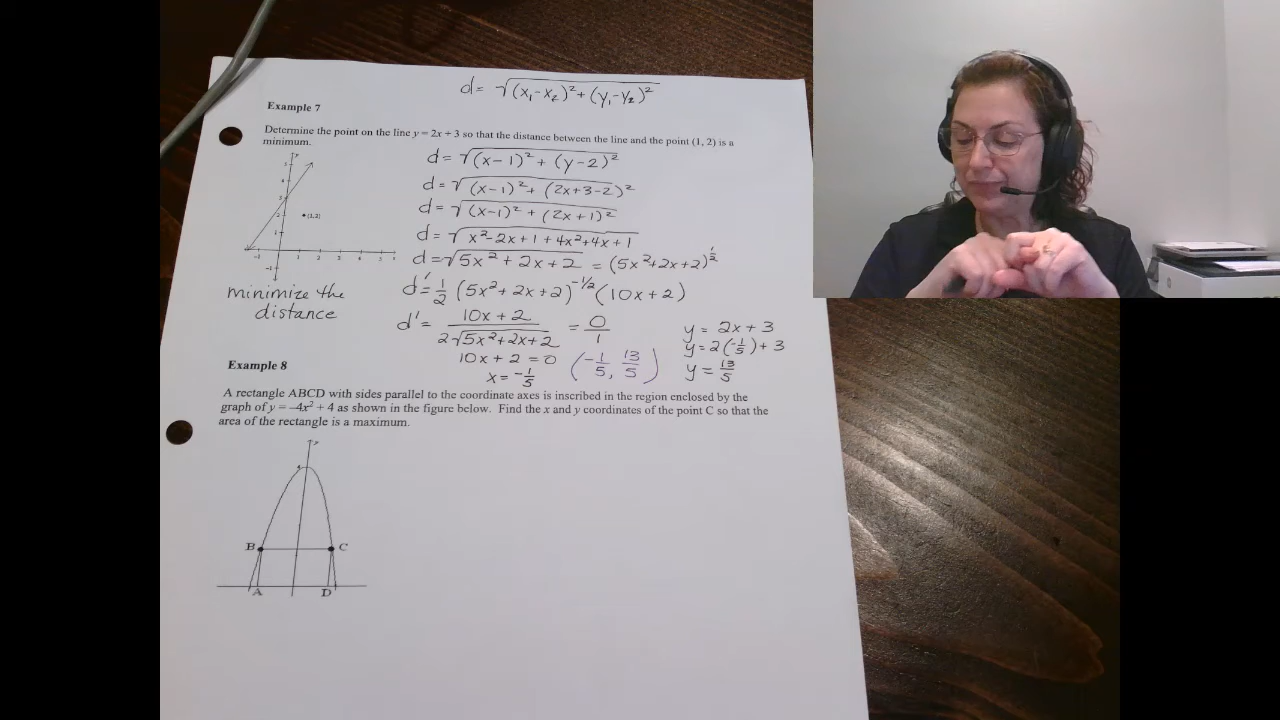 d = √(x₁-x₂)² + (y₁-y₂)²
Example 7
Determine the point on the line y = 2x + 3 so that the distance between the line and the point (1, 2) is a
minimum.
d = √(x-1)² + (y-2)²
d = √(x-1)² + (2x+3-2)²
d = √(x-1)² + (2x+1)²
d = √x²-2x+1+4x²+4x+1
d = √5x²+2x+2 = (5x²+2x+2)^1/2
d' = 1/2 (5x²+2x+2)^-1/2 (10x+2)
d' = 10x+2 / 2√5x²+2x+2 = 0/1
10x+2 = 0
x = -1/5
(-1/5, 13/5)
y = 2x+3
y = 2(-1/5)+3
y = 13/5
y
(1,2)
minimize the
distance
Example 8
A rectangle ABCD with sides parallel to the coordinate axes is inscribed in the region enclosed by the
graph of y = –4x² + 4 as shown in the figure below. Find the x and y coordinates of the point C so that the
area of the rectangle is a maximum.
y
B C
A D